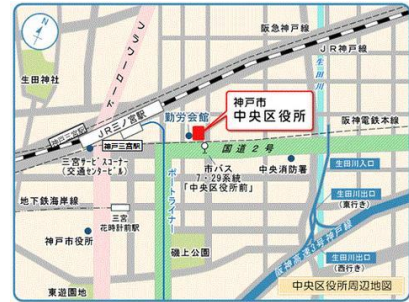 N
阪急神戸線
JR神戸線
生田神社
フラワーロード
生田川
JR三ノ宮駅
神戸三宮駅
神戸三宮駅
勤労会館
神戸市
中央区役所
阪神電鉄本線
国道2号
三宮サービスコーナー
(交通センタービル)
市バス
7・29系統
「中央区役所前」
中央消防署
生田川入口
ポートライナー
地下鉄海岸線
三宮
花時計前駅
生田川出口
(東行き)
神戸市役所
磯上公園
阪神高速3号神戸線
生田川出口
(西行き)
東遊園地
中央区役所周辺地図